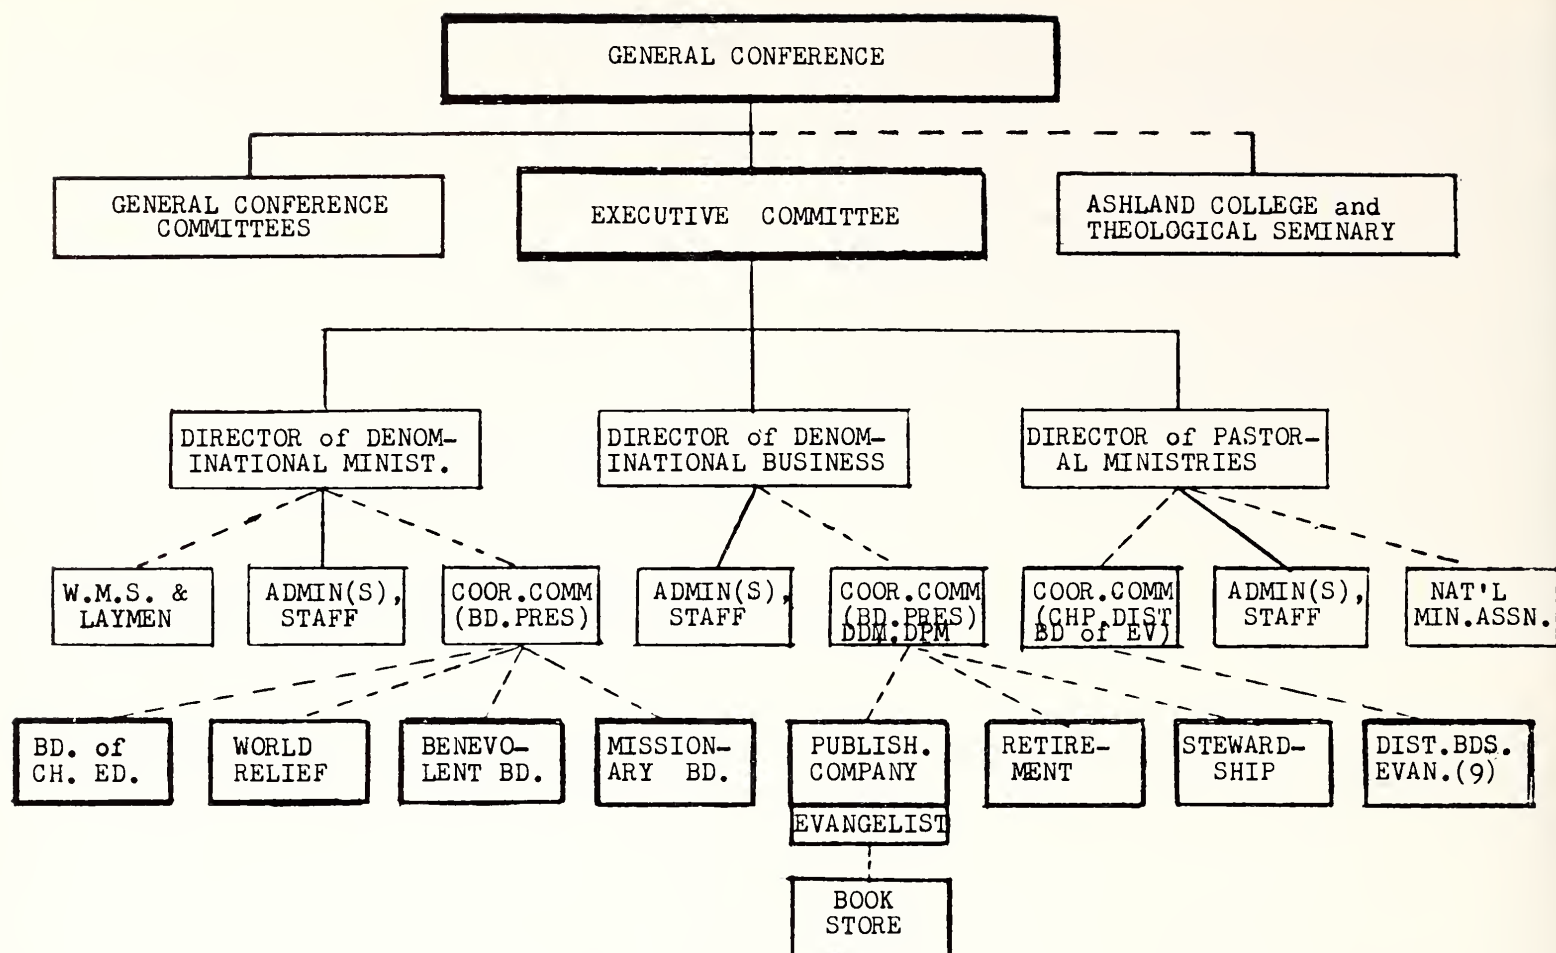 GENERAL CONFERENCE
GENERAL CONFERENCE
COMMITTEES
EXECUTIVE COMMITTEE
ASHLAND COLLEGE and
THEOLOGICAL SEMINARY
DIRECTOR of DENOM-
INATIONAL MINIST.
DIRECTOR of DENOM-
INATIONAL BUSINESS
DIRECTOR of PASTOR-
AL MINISTRIES
W.M.S. &
LAYMEN
ADMIN(S),
STAFF
COOR.COMM
(BD.PRES)
ADMIN(S),
STAFF
COOR.COMM
(BD.PRES)
DDM.DPM
COOR.COMM
(CHP.DIST
BD of EV)
ADMIN(S),
STAFF
NAT'L
MIN.ASSN.
BD. of
CH. ED.
WORLD
RELIEF
BENEVO-
LENT BD.
MISSION-
ARY BD.
PUBLISH.
COMPANY
EVANGELIST
BOOK
STORE
RETIRE-
MENT
STEWARD-
SHIP
DIST.BDS.
EVAN.(9)